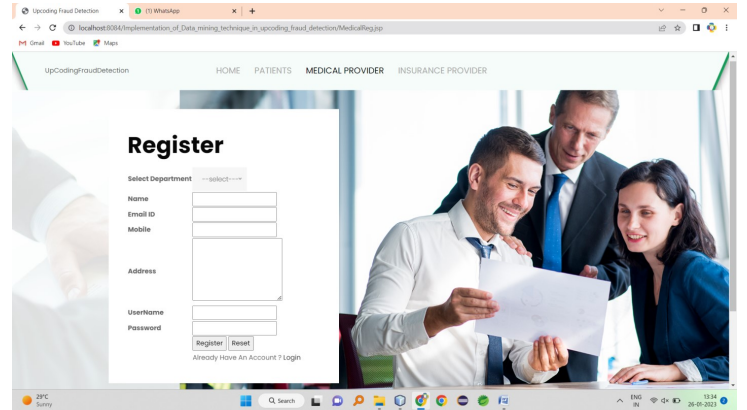 Upcoding Fraud Detection
(1) WhatsApp
localhost:8084/Implementation_of_Data_mining_technique_in_upcoding_fraud_detection/MedicalReg.jsp
Gmail YouTube Maps
UpCodingFraudDetection HOME PATIENTS MEDICAL PROVIDER INSURANCE PROVIDER
Register
Select Department ---select---
Name
Email ID
Mobile
Address
UserName
Password
Register Reset
Already Have An Account ? Login
29°C
Sunny
Search
ENG
IN
13:34
26-01-2023